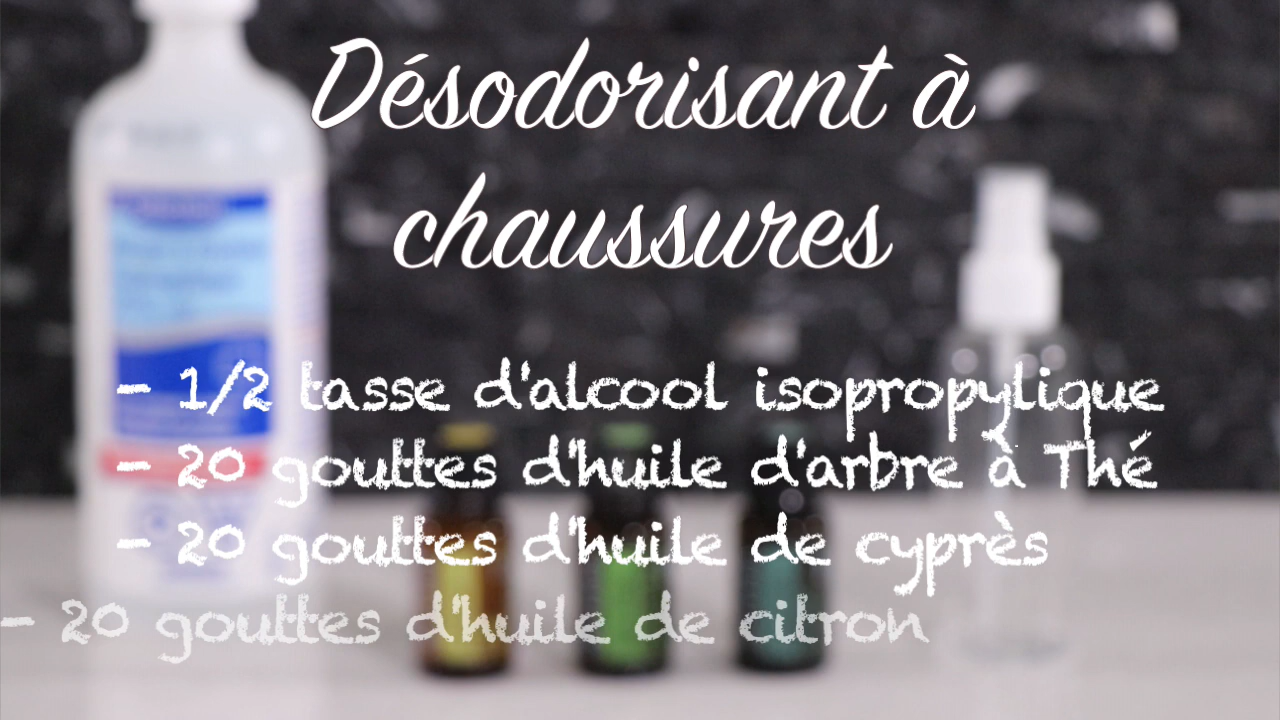 Désodorisant à
chaussures
- 1/2 tasse d'alcool isopropylique
- 20 gouttes d'huile d'arbre à Thé
- 20 gouttes d'huile de cyprès
- 20 gouttes d'huile de citron